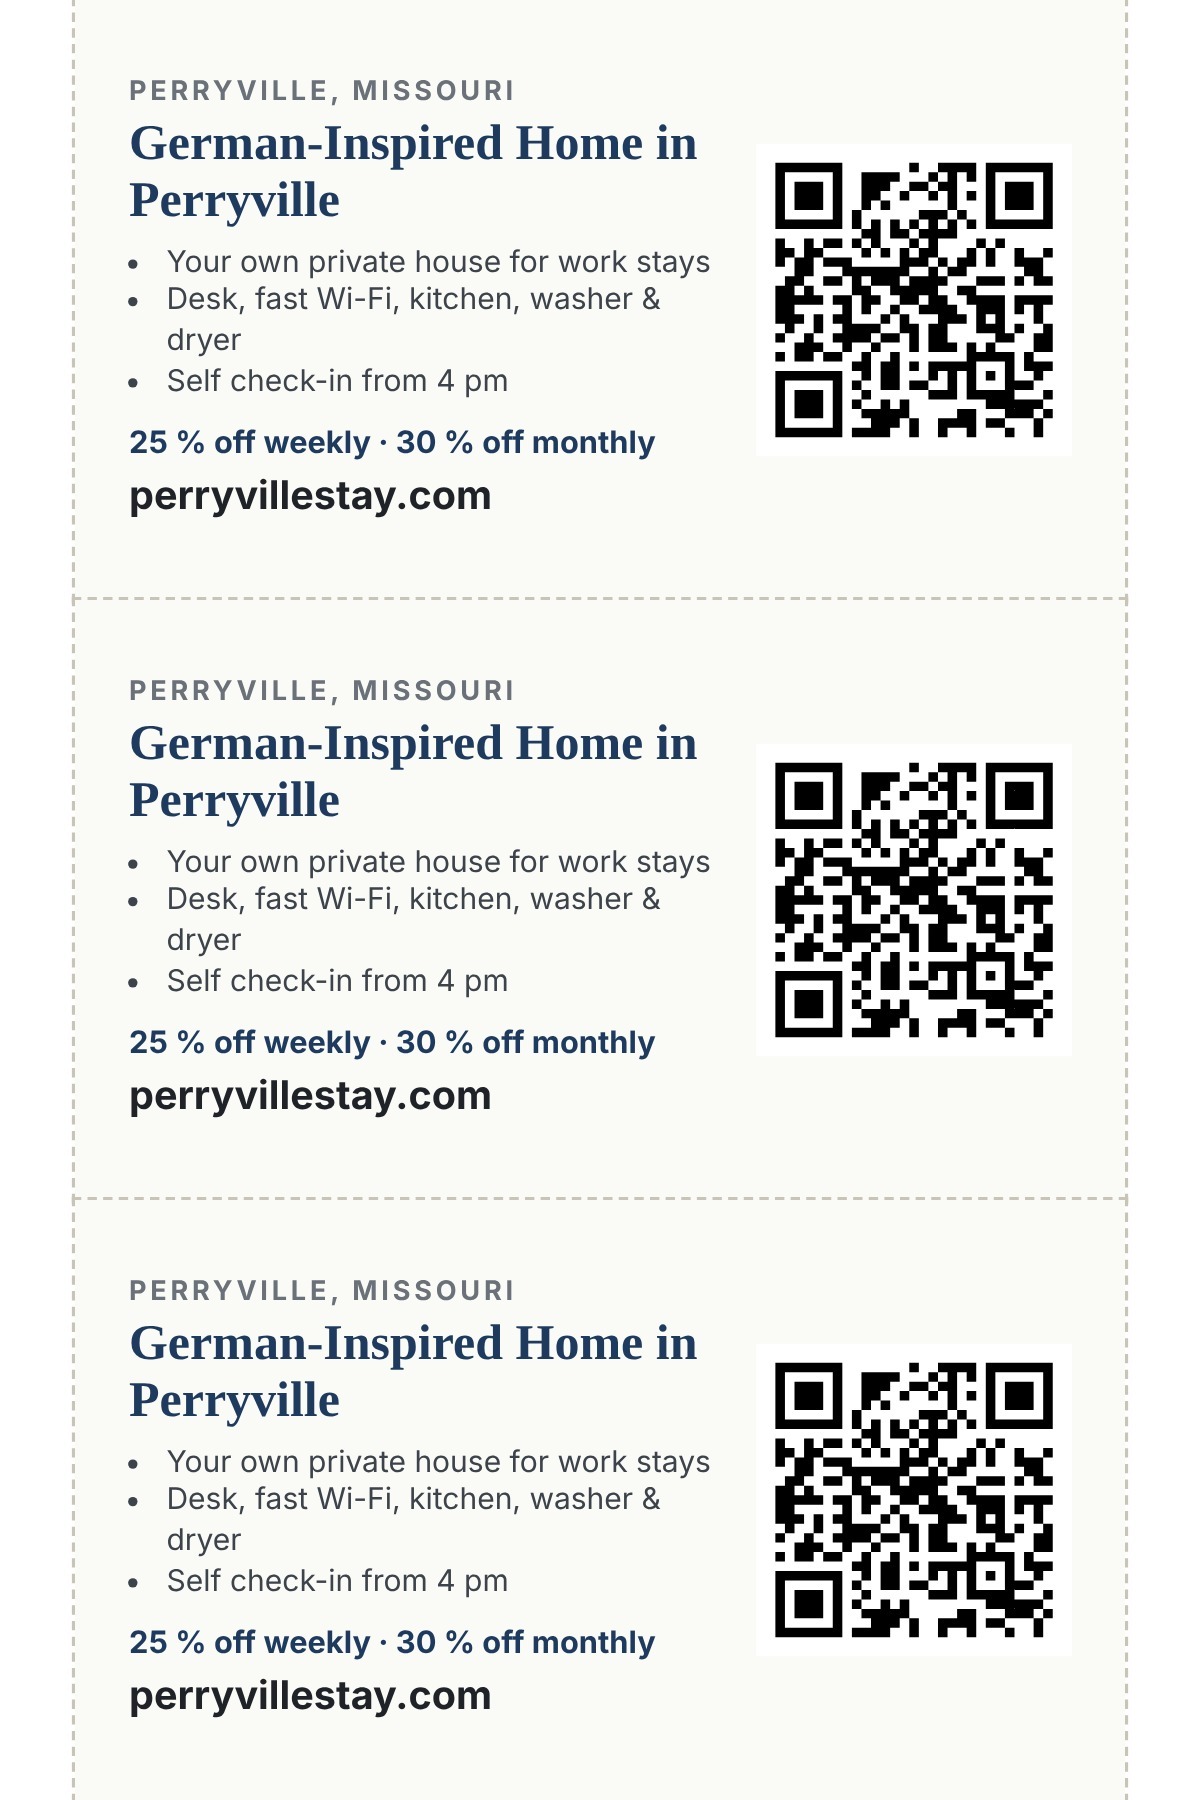 PERRYVILLE, MISSOURI
German-Inspired Home in
Perryville
• Your own private house for work stays
• Desk, fast Wi-Fi, kitchen, washer &
dryer
• Self check-in from 4 pm
25 % off weekly · 30 % off monthly
perryvillestay.com
PERRYVILLE, MISSOURI
German-Inspired Home in
Perryville
• Your own private house for work stays
• Desk, fast Wi-Fi, kitchen, washer &
dryer
• Self check-in from 4 pm
25 % off weekly · 30 % off monthly
perryvillestay.com
PERRYVILLE, MISSOURI
German-Inspired Home in
Perryville
• Your own private house for work stays
• Desk, fast Wi-Fi, kitchen, washer &
dryer
• Self check-in from 4 pm
25 % off weekly · 30 % off monthly
perryvillestay.com